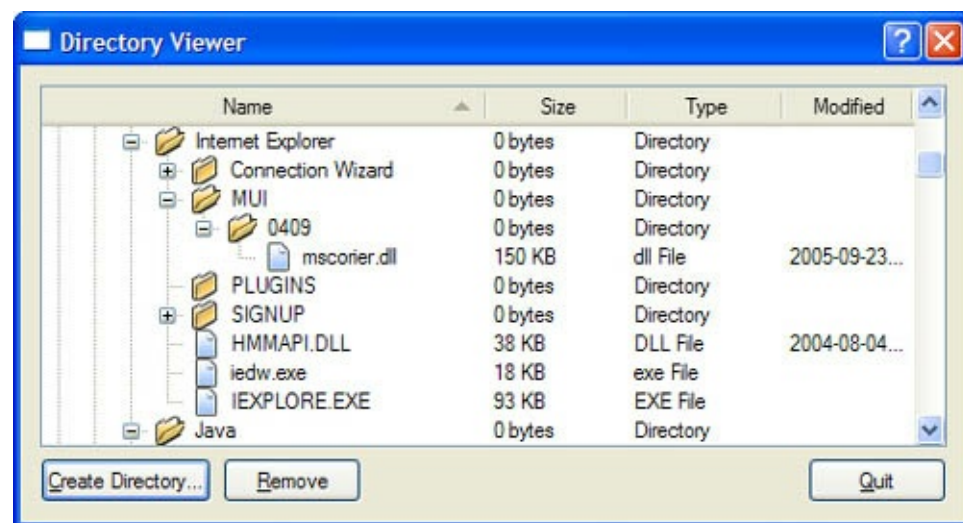 Directory Viewer
Name Size Type Modified
Internet Explorer 0 bytes Directory
Connection Wizard 0 bytes Directory
MUI 0 bytes Directory
0409 0 bytes Directory
mscorier.dll 150 KB dll File 2005-09-23...
PLUGINS 0 bytes Directory
SIGNUP 0 bytes Directory
HMMAPI.DLL 38 KB DLL File 2004-08-04...
iedw.exe 18 KB exe File
IEXPLORE.EXE 93 KB EXE File
Java 0 bytes Directory
Create Directory... Remove Quit